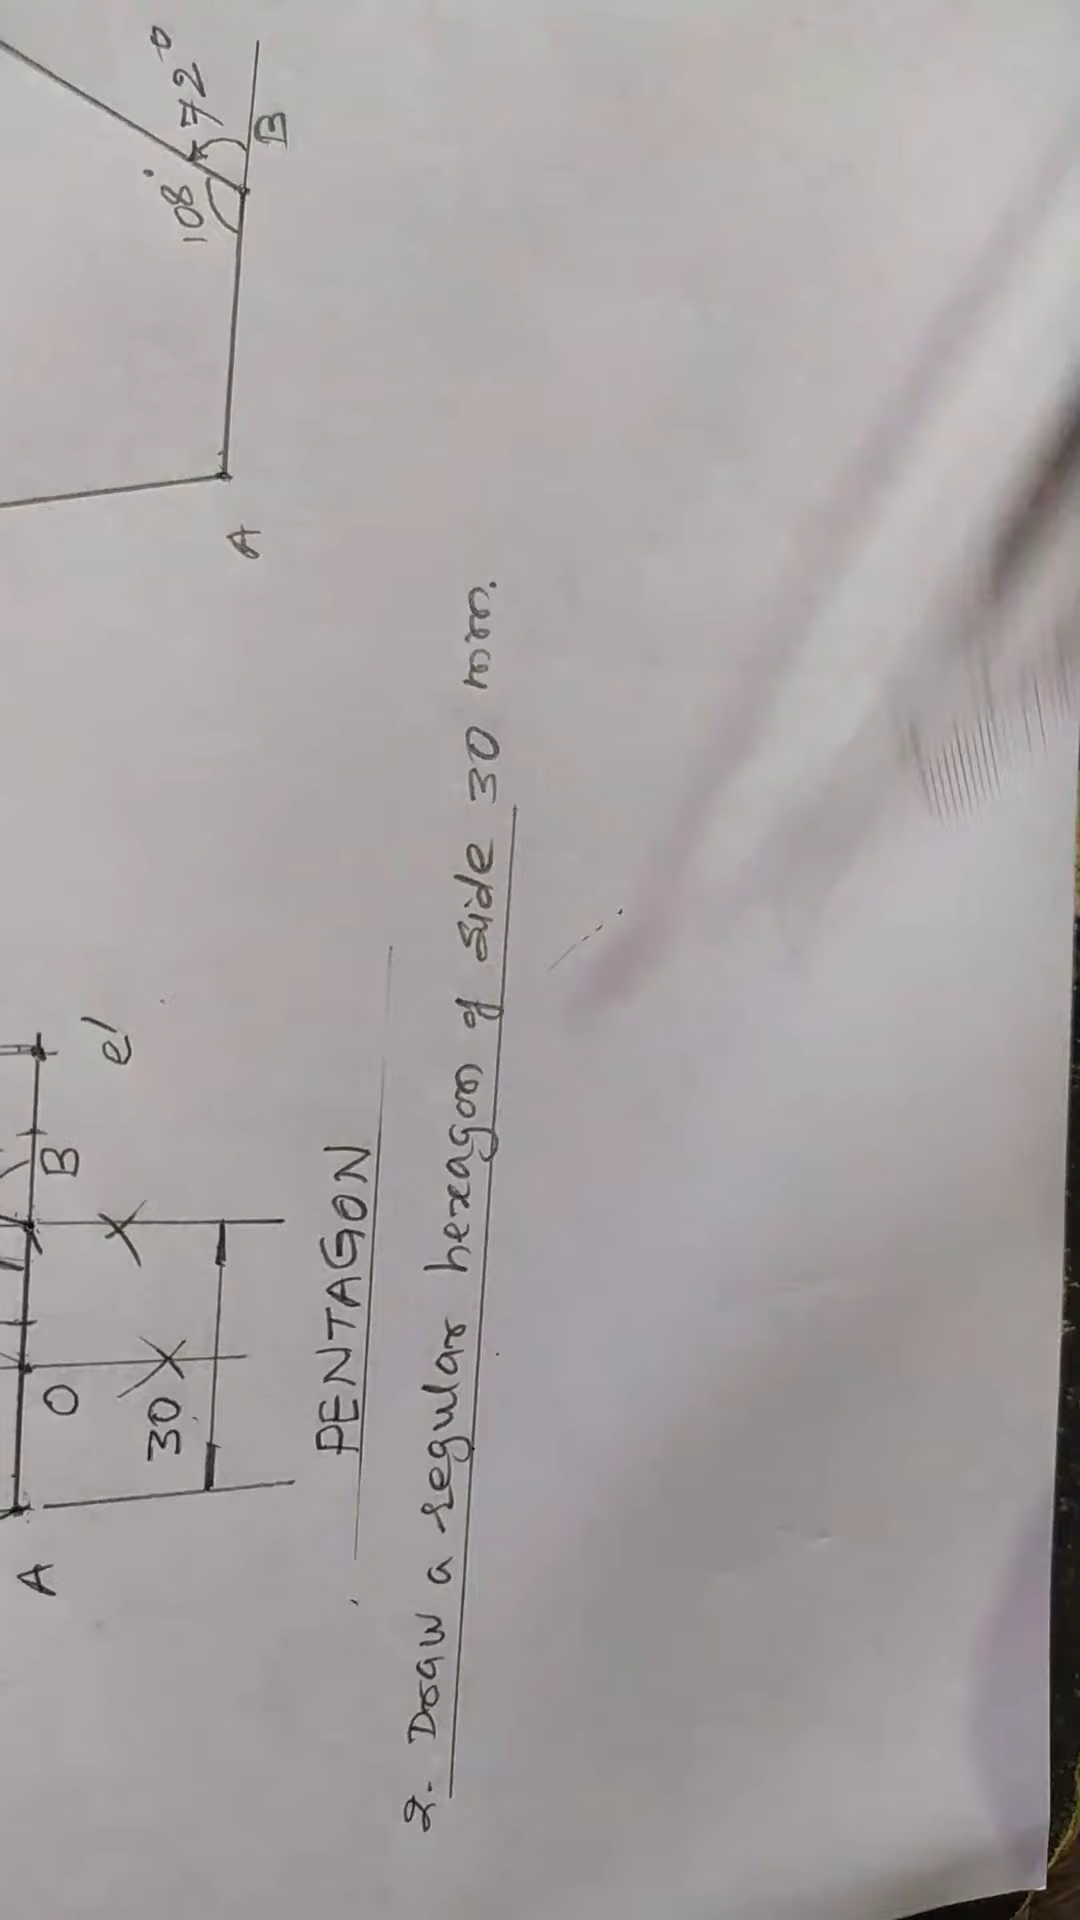 108° 72°
A B
A O B e'
30
PENTAGON
2. Draw a regular hexagon of side 30 mm.